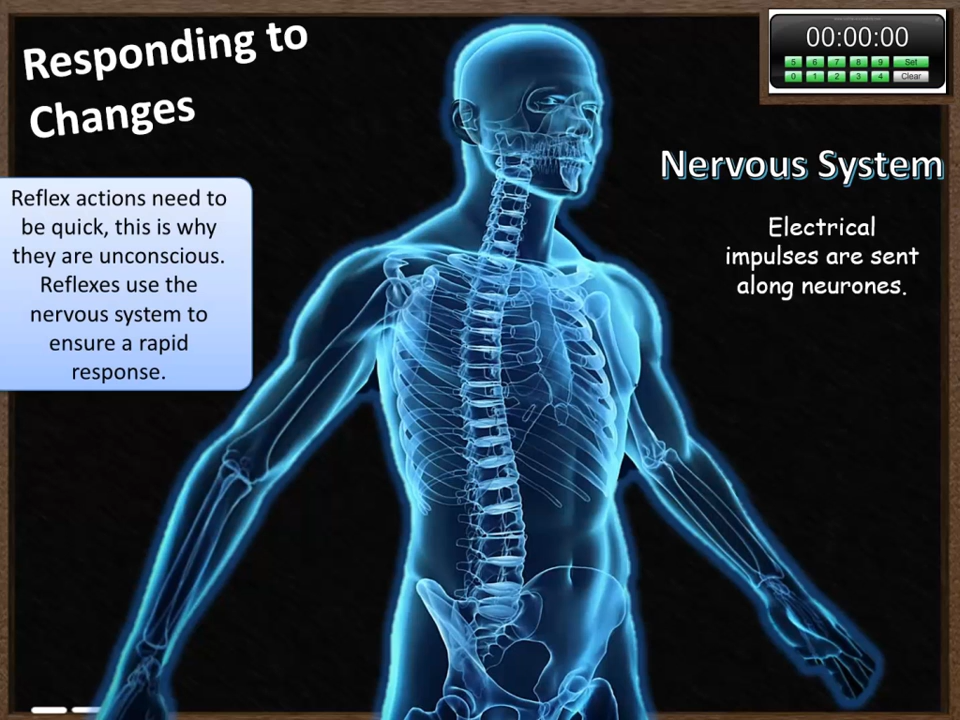 Responding to
Changes
00:00:00
5 6 7 8 9 Set
0 1 2 3 4 Clear
Nervous System
Reflex actions need to
be quick, this is why
they are unconscious.
Reflexes use the
nervous system to
ensure a rapid
response.
Electrical
impulses are sent
along neurones.